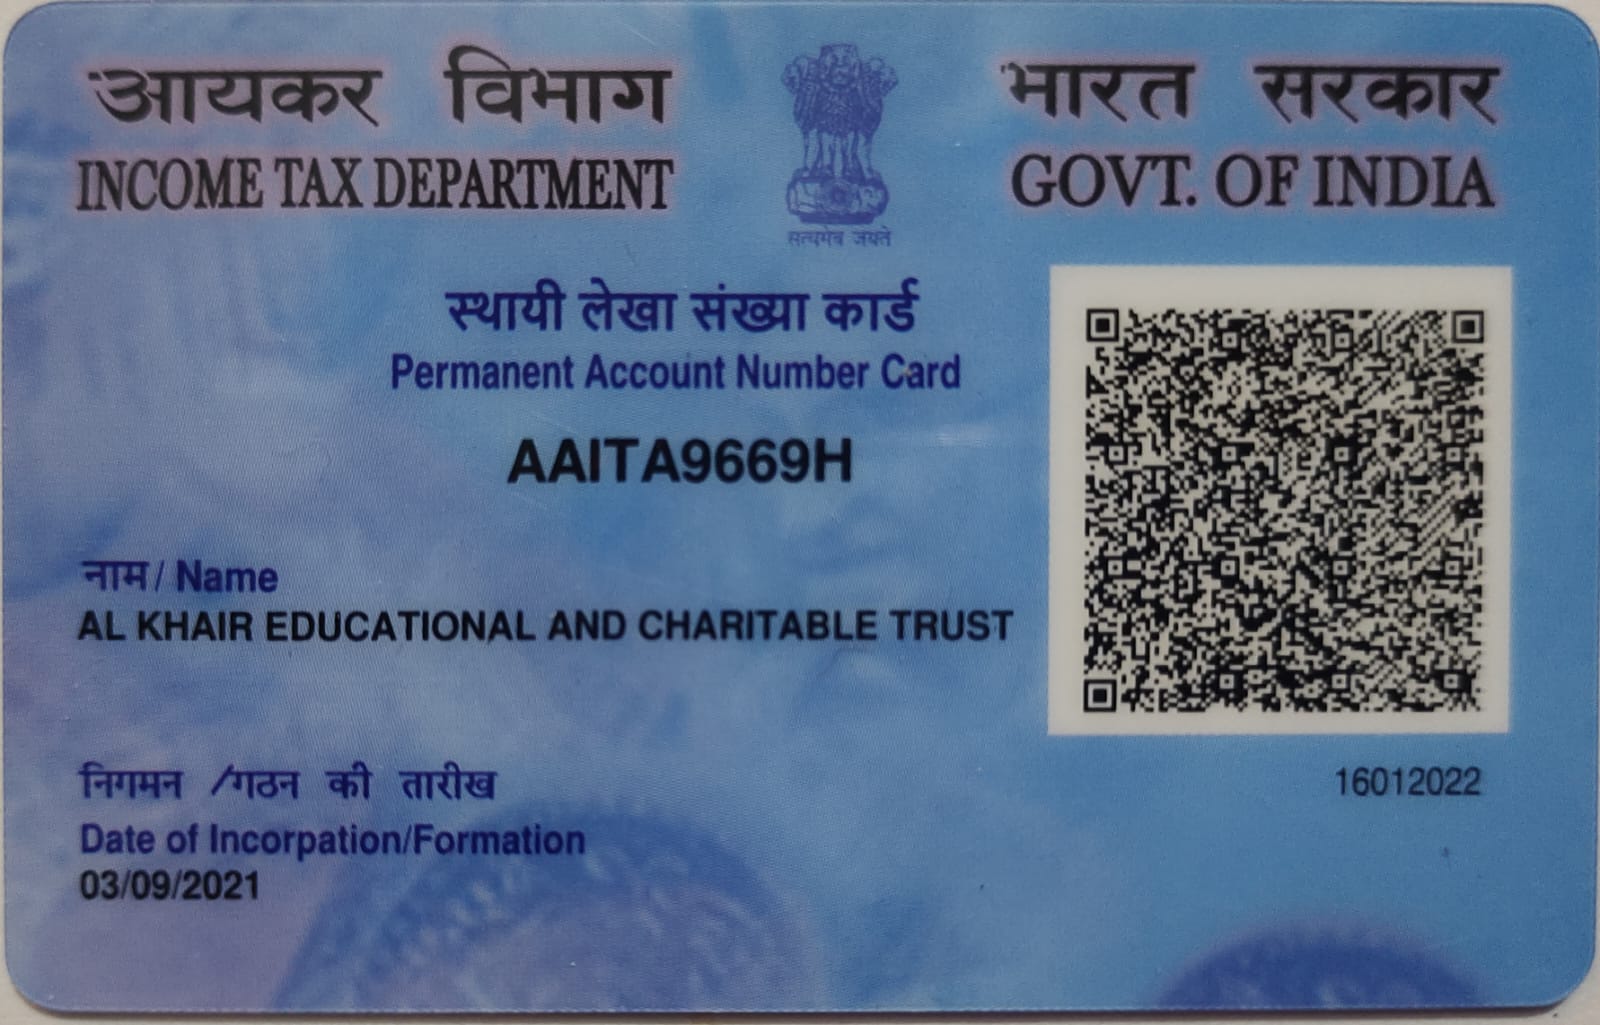 आयकर विभाग
INCOME TAX DEPARTMENT
सत्यमेव जयते
भारत सरकार
GOVT. OF INDIA
स्थायी लेखा संख्या कार्ड
Permanent Account Number Card
AAITA9669H
नाम / Name
AL KHAIR EDUCATIONAL AND CHARITABLE TRUST
निगमन /गठन की तारीख
Date of Incorpation/Formation
03/09/2021
16012022